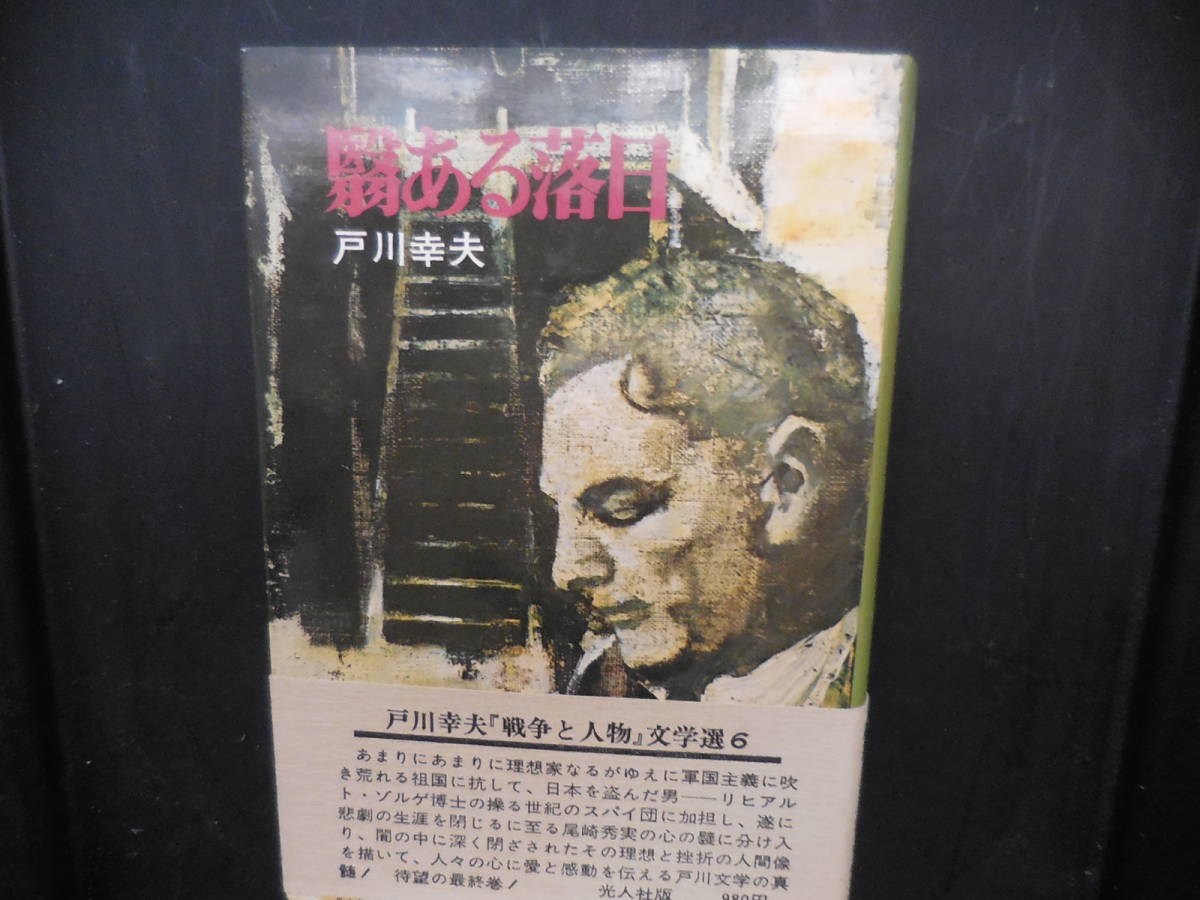 翳ある落日
戸川幸夫
戸川幸夫『戦争と人物』文学選6
あまりにあまりに理想家なるがゆえに軍国主義に吹
き荒れる祖国に抗して、日本を盗んだ男――リヒアル
ト・ゾルゲ博士の操る世紀のスパイ団に加担し、遂に
悲劇の生涯を閉じるに至る尾崎秀実の心の襞に分け入
り、闇の中に深く閉ざされたその理想と挫折の人間像
を描いて、人々の心に愛と感動を伝える戸川文学の真
髄! 待望の最終巻! 光人社版 980円